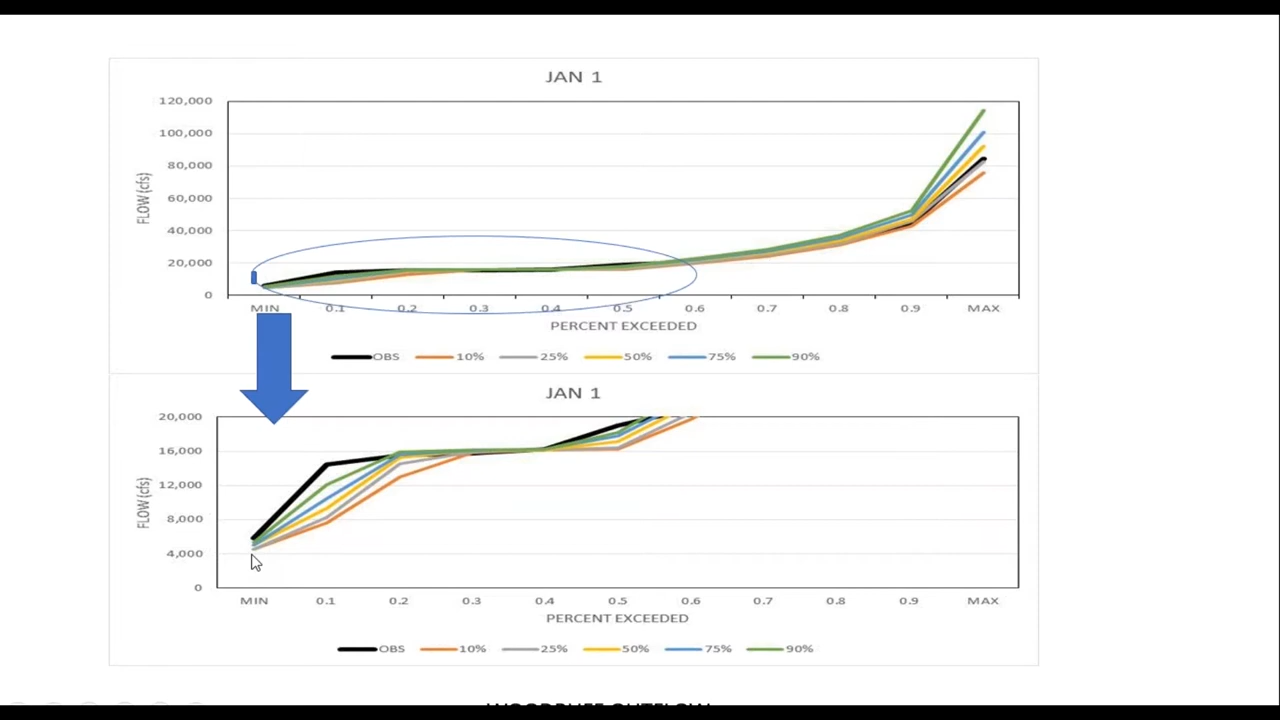 JAN 1
120,000
100,000
80,000
60,000
40,000
20,000
0
FLOW (cfs)
MIN 0.1 0.2 0.3 0.4 0.5 0.6 0.7 0.8 0.9 MAX
PERCENT EXCEEDED
OBS 10% 25% 50% 75% 90%
JAN 1
20,000
16,000
12,000
8,000
4,000
0
FLOW (cfs)
MIN 0.1 0.2 0.3 0.4 0.5 0.6 0.7 0.8 0.9 MAX
PERCENT EXCEEDED
OBS 10% 25% 50% 75% 90%
WOODRUFF OUTFLOW